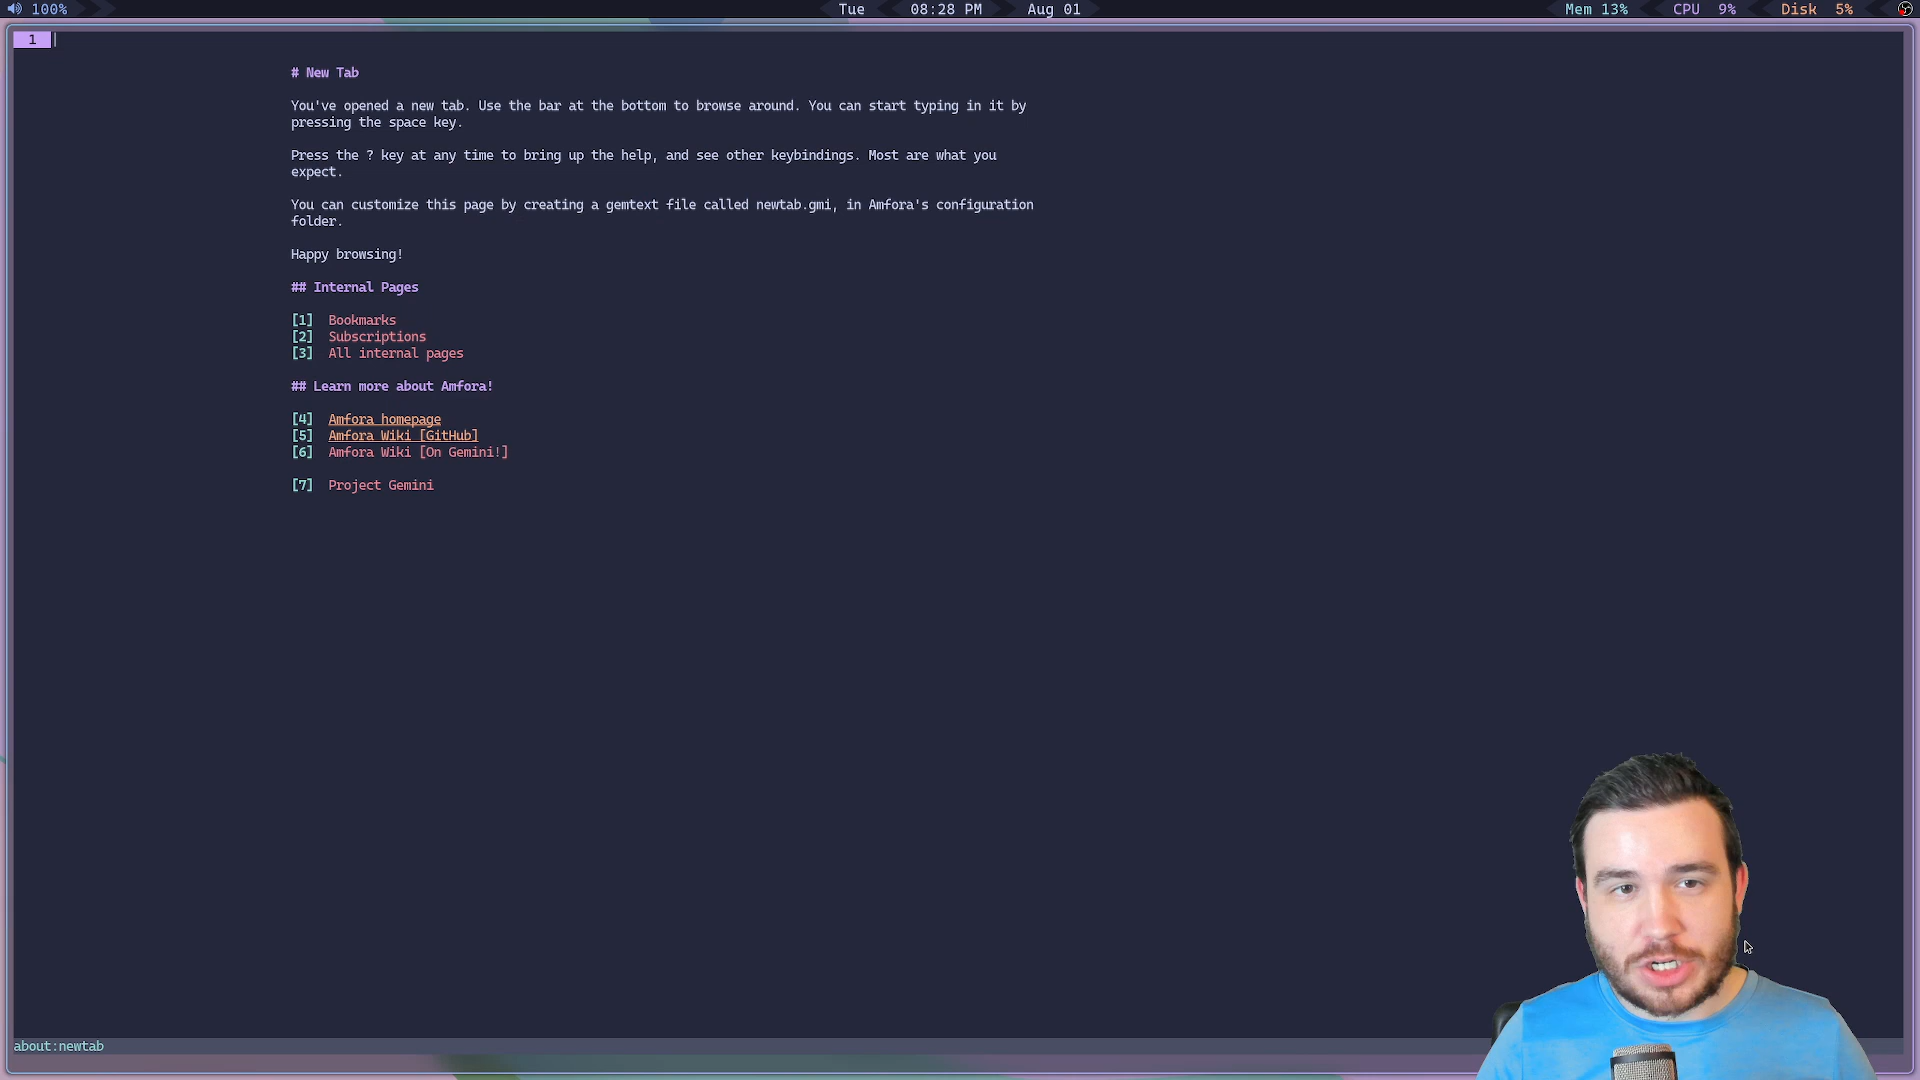 100%
Tue 08:28 PM Aug 01
Mem 13% CPU 9% Disk 5%
1
# New Tab
You've opened a new tab. Use the bar at the bottom to browse around. You can start typing in it by
pressing the space key.
Press the ? key at any time to bring up the help, and see other keybindings. Most are what you
expect.
You can customize this page by creating a gemtext file called newtab.gmi, in Amfora's configuration
folder.
Happy browsing!
## Internal Pages
[1] Bookmarks
[2] Subscriptions
[3] All internal pages
## Learn more about Amfora!
[4] Amfora homepage
[5] Amfora Wiki [GitHub]
[6] Amfora Wiki [On Gemini!]
[7] Project Gemini
about:newtab